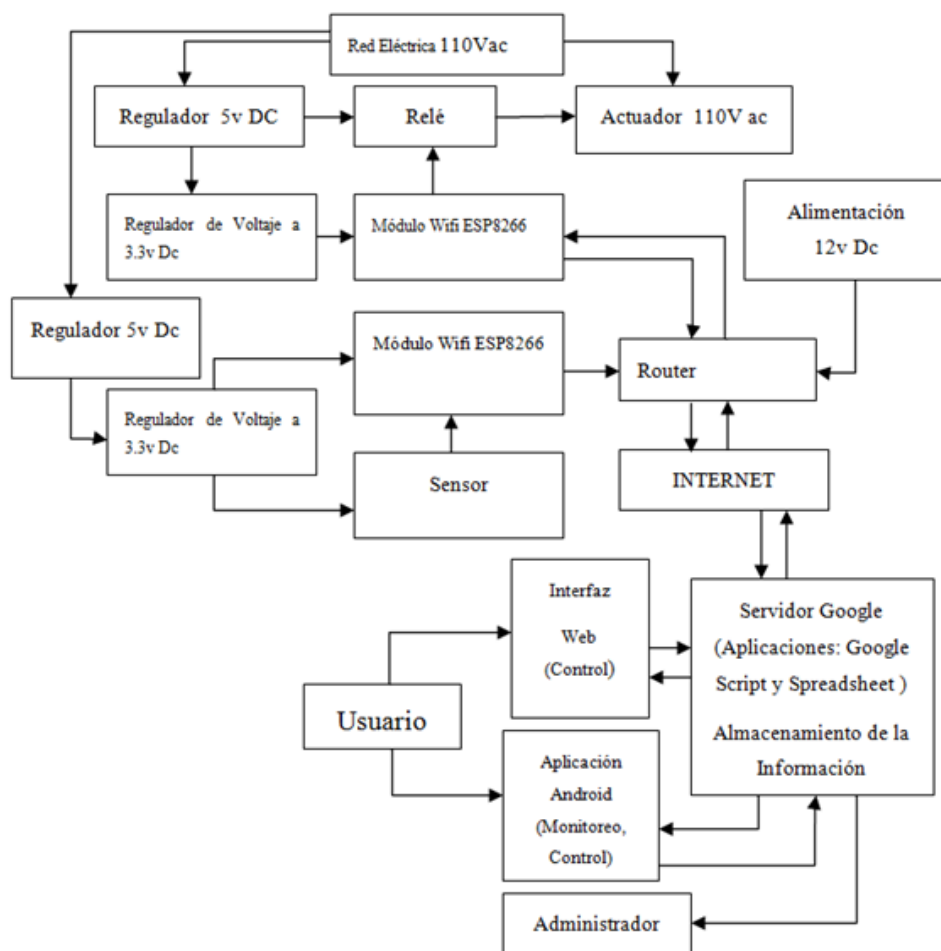 Red Eléctrica 110Vac
Regulador 5v DC
Relé
Actuador 110V ac
Regulador de Voltaje a
3.3v Dc
Módulo Wifi ESP8266
Alimentación
12v Dc
Regulador 5v Dc
Módulo Wifi ESP8266
Router
Regulador de Voltaje a
3.3v Dc
Sensor
INTERNET
Interfaz
Web
(Control)
Servidor Google
(Aplicaciones: Google
Script y Spreadsheet )
Almacenamiento de la
Información
Usuario
Aplicación
Android
(Monitoreo,
Control)
Administrador